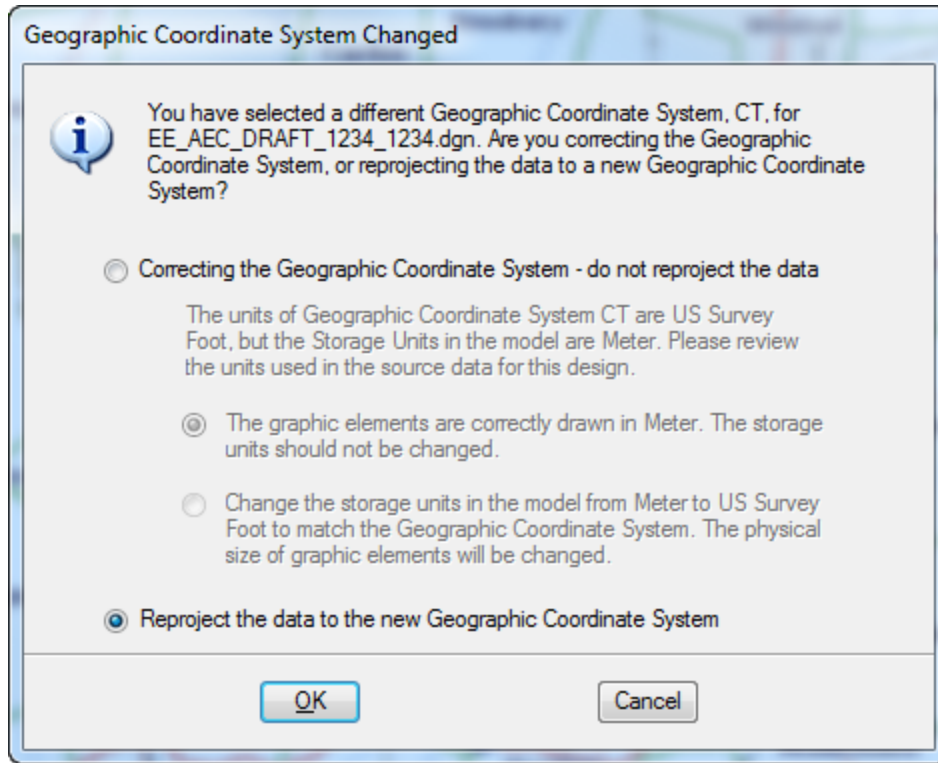 Geographic Coordinate System Changed
You have selected a different Geographic Coordinate System, CT, for
EE_AEC_DRAFT_1234_1234.dgn. Are you correcting the Geographic
Coordinate System, or reprojecting the data to a new Geographic Coordinate
System?
Correcting the Geographic Coordinate System - do not reproject the data
The units of Geographic Coordinate System CT are US Survey
Foot, but the Storage Units in the model are Meter. Please review
the units used in the source data for this design.
The graphic elements are correctly drawn in Meter. The storage
units should not be changed.
Change the storage units in the model from Meter to US Survey
Foot to match the Geographic Coordinate System. The physical
size of graphic elements will be changed.
Reproject the data to the new Geographic Coordinate System
OK
Cancel